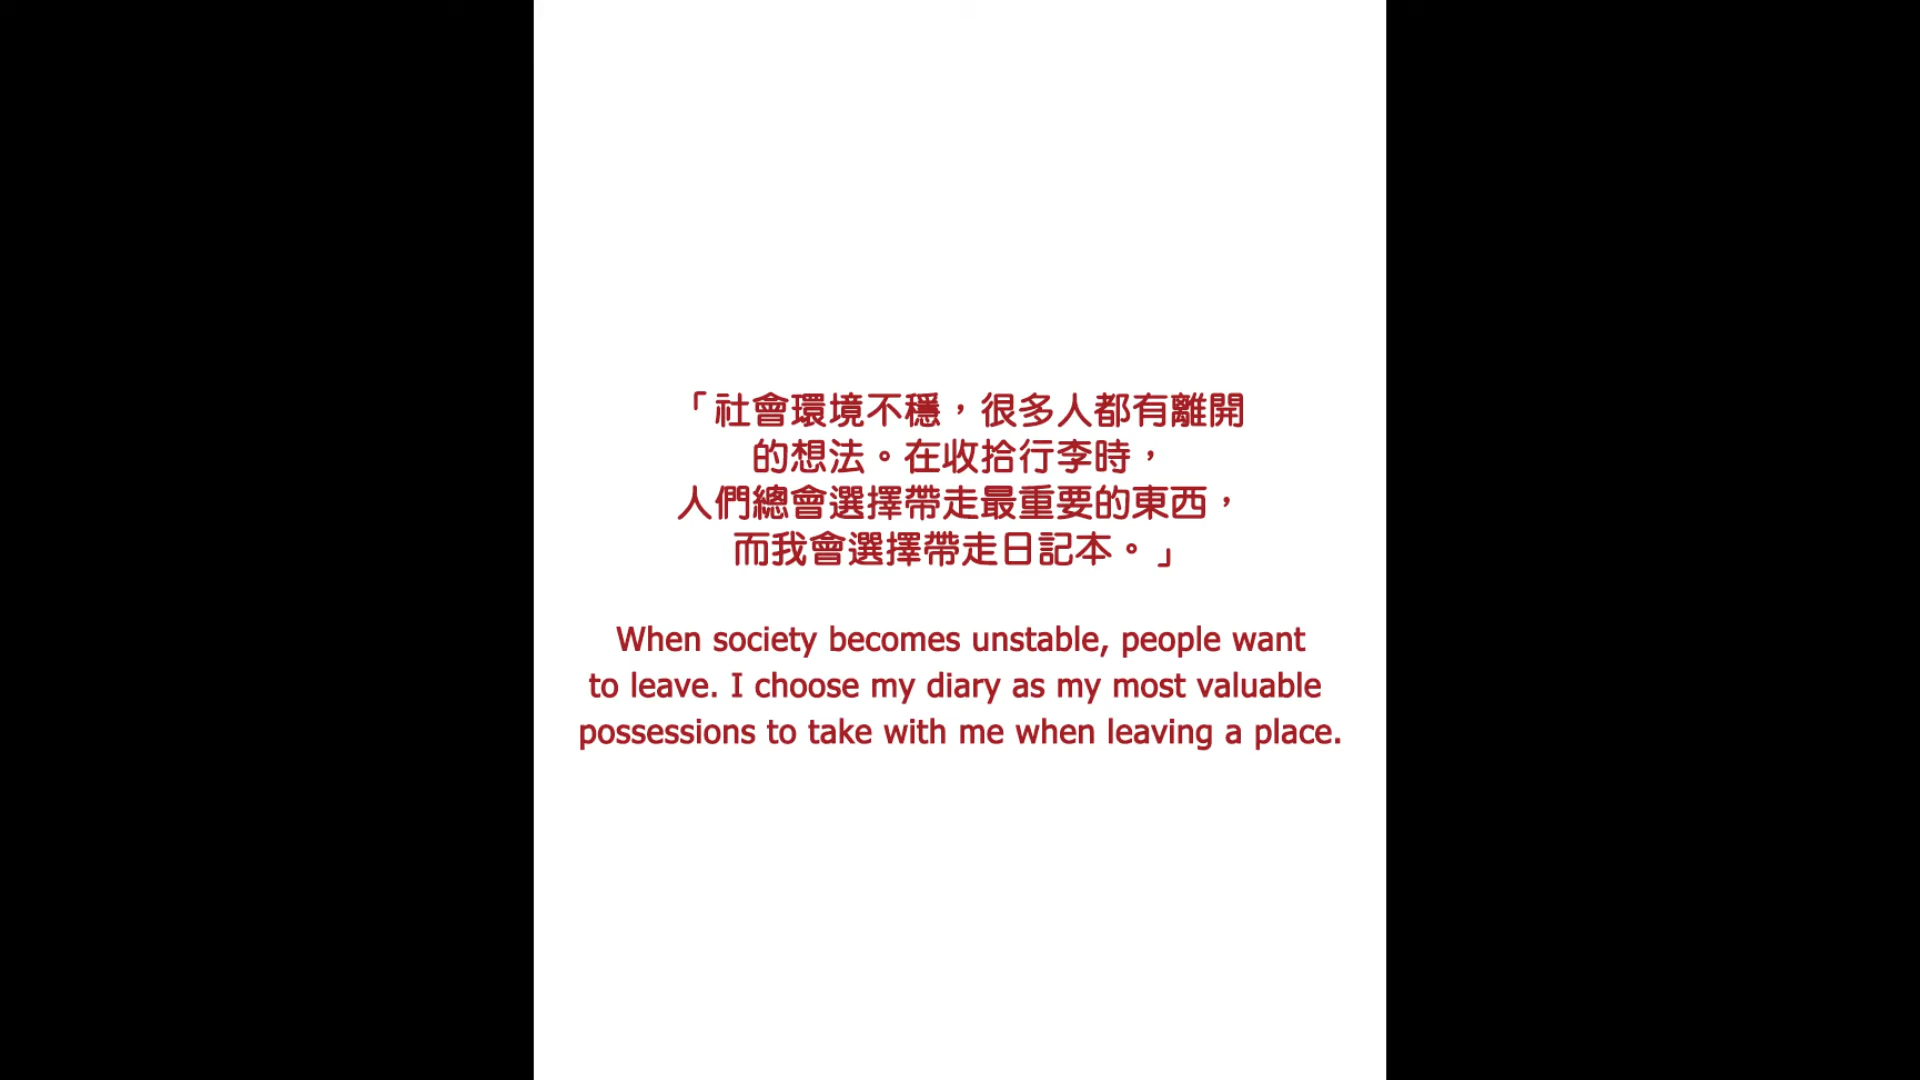 「社會環境不穩，很多人都有離開
的想法。在收拾行李時，
人們總會選擇帶走最重要的東西，
而我會選擇帶走日記本。」
When society becomes unstable, people want
to leave. I choose my diary as my most valuable
possessions to take with me when leaving a place.